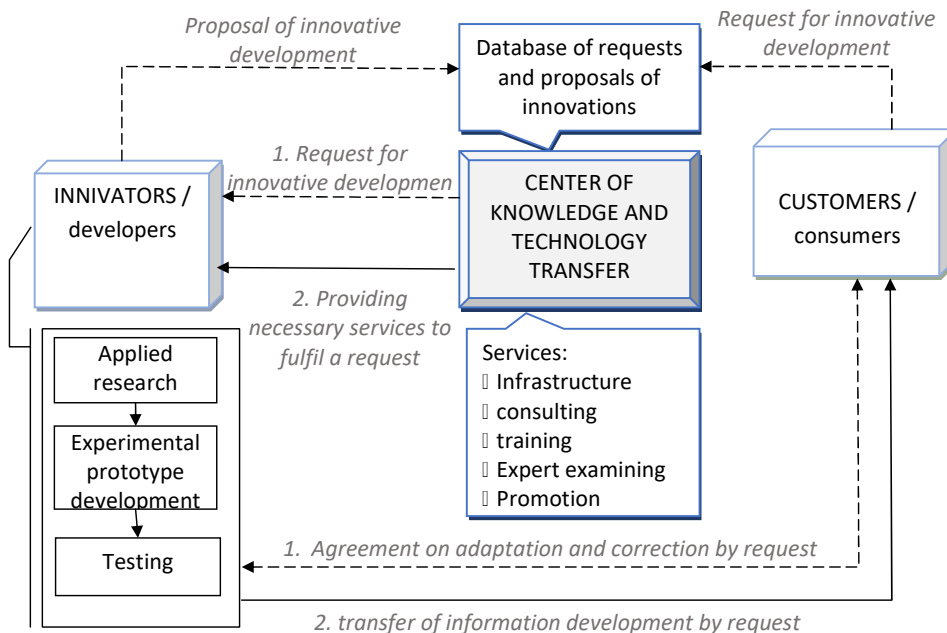 Proposal of innovative
development
Database of requests
and proposals of
innovations
Request for innovative
development
1. Request for
innovative developmen
INNIVATORS /
developers
CENTER OF
KNOWLEDGE AND
TECHNOLOGY
TRANSFER
CUSTOMERS /
consumers
2. Providing
necessary services to
fulfil a request
Services:
Infrastructure
consulting
training
Expert examining
Promotion
Applied
research
Experimental
prototype
development
Testing
1. Agreement on adaptation and correction by request
2. transfer of information development by request